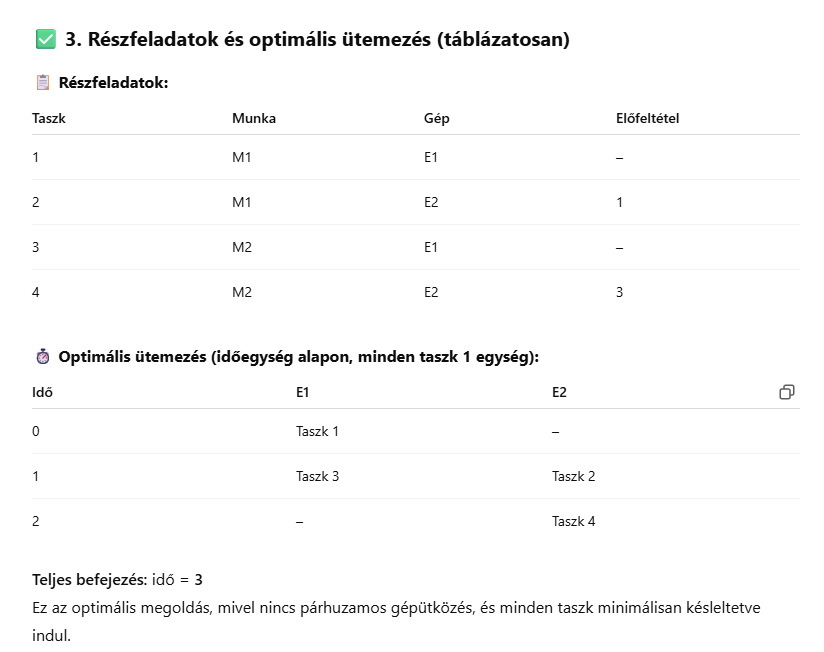 ✅ 3. Részfeladatok és optimális ütemezés (táblázatosan)
📋 Részfeladatok:
Taszk Munka Gép Előfeltétel
1 M1 E1 –
2 M1 E2 1
3 M2 E1 –
4 M2 E2 3
⏱ Optimális ütemezés (időegység alapon, minden taszk 1 egység):
Idő E1 E2
0 Taszk 1 –
1 Taszk 3 Taszk 2
2 – Taszk 4
Teljes befejezés: idő = 3
Ez az optimális megoldás, mivel nincs párhuzamos gépütközés, és minden taszk minimálisan késleltetve
indul.